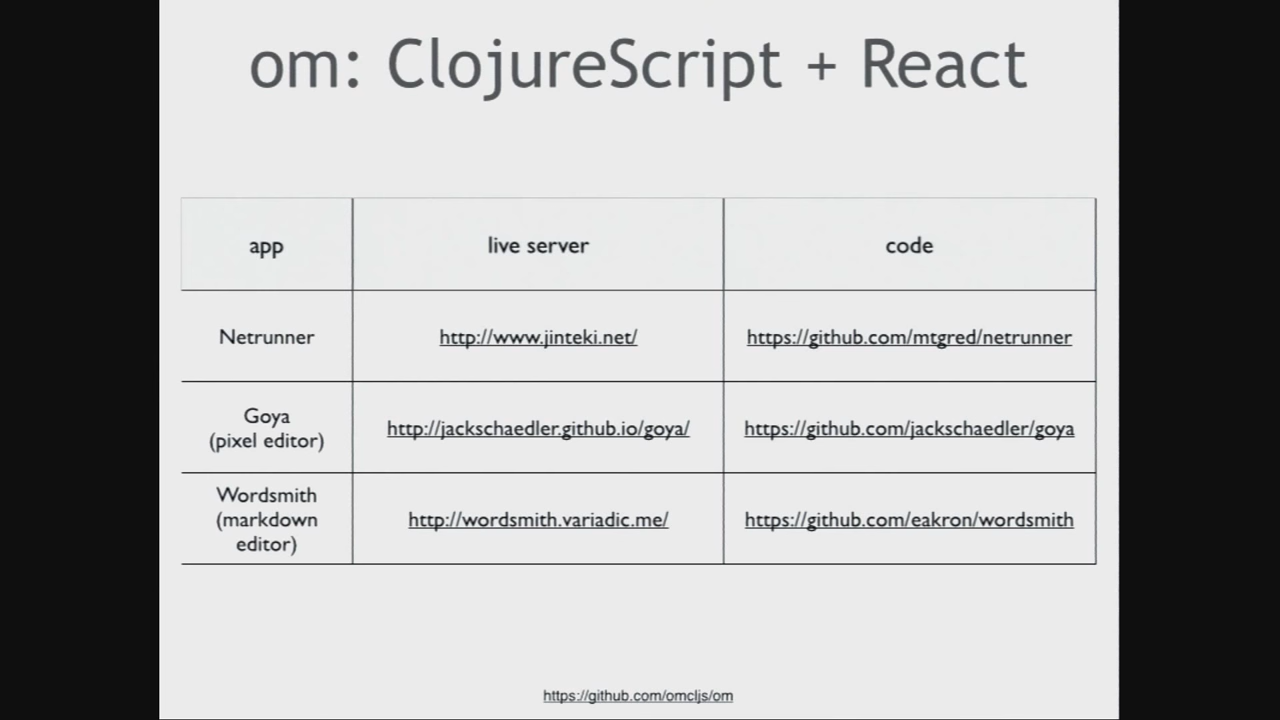 om: ClojureScript + React
app live server code
Netrunner http://www.jinteki.net/ https://github.com/mtgred/netrunner
Goya
(pixel editor) http://jackschaedler.github.io/goya/ https://github.com/jackschaedler/goya
Wordsmith
(markdown http://wordsmith.variadic.me/ https://github.com/eakron/wordsmith
editor)
https://github.com/omcljs/om